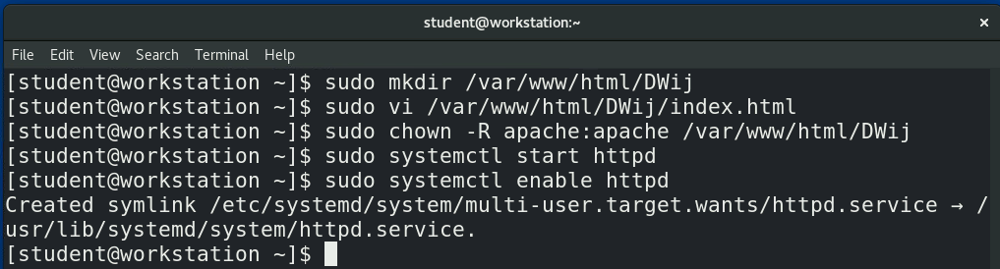 student@workstation:~
×
File Edit View Search Terminal Help
[student@workstation ~]$ sudo mkdir /var/www/html/DWij
[student@workstation ~]$ sudo vi /var/www/html/DWij/index.html
[student@workstation ~]$ sudo chown -R apache:apache /var/www/html/DWij
[student@workstation ~]$ sudo systemctl start httpd
[student@workstation ~]$ sudo systemctl enable httpd
Created symlink /etc/systemd/system/multi-user.target.wants/httpd.service → /
usr/lib/systemd/system/httpd.service.
[student@workstation ~]$